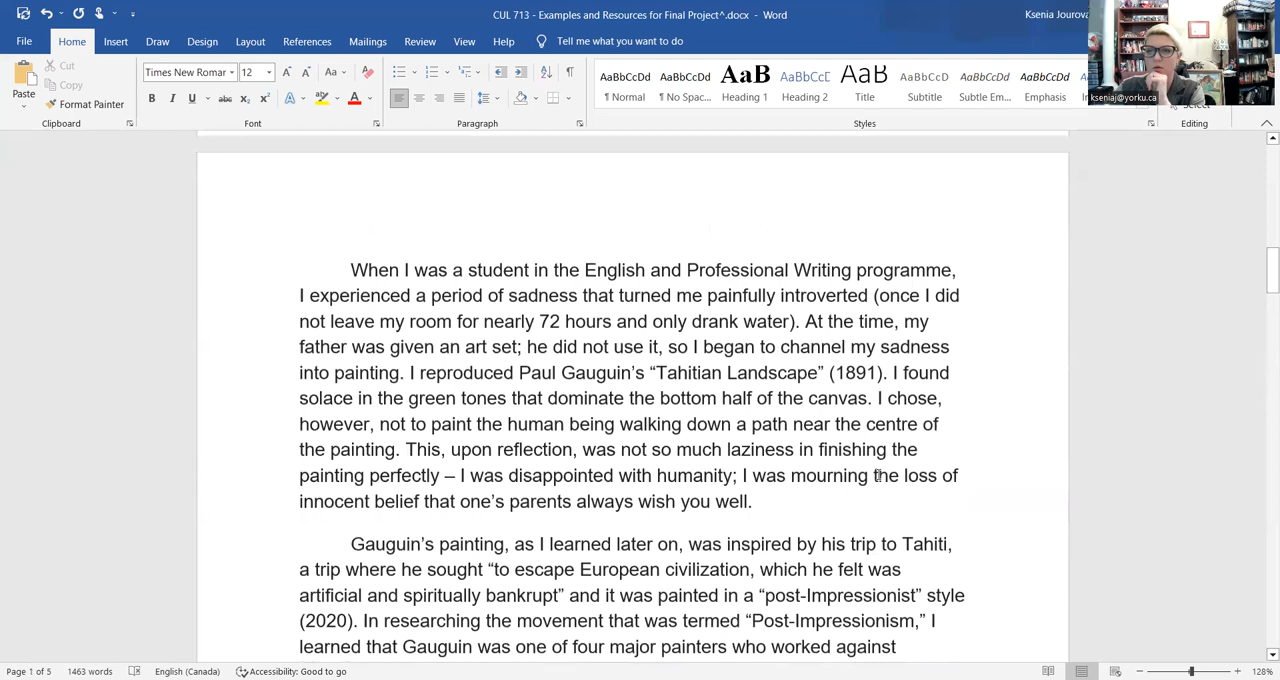 CUL 713 - Examples and Resources for Final Project^.docx - Word
Ksenia Jourova
File Home Insert Draw Design Layout References Mailings Review View Help Tell me what you want to do
Paste
Cut
Copy
Format Painter
Times New Romar 12
Aa
B I U abc x₂ x² A A
AaBbCcDd AaBbCcDd AaB AaBbCcD AaB AaBbCcDd AaBbCcDd AaBbCcDd
¶ Normal ¶ No Spac... Heading 1 Heading 2 Title Subtitle Subtle Em... Emphasis
kseniaj@yorku.ca
Select
Clipboard Font Paragraph Styles Editing
When I was a student in the English and Professional Writing programme,
I experienced a period of sadness that turned me painfully introverted (once I did
not leave my room for nearly 72 hours and only drank water). At the time, my
father was given an art set; he did not use it, so I began to channel my sadness
into painting. I reproduced Paul Gauguin’s “Tahitian Landscape” (1891). I found
solace in the green tones that dominate the bottom half of the canvas. I chose,
however, not to paint the human being walking down a path near the centre of
the painting. This, upon reflection, was not so much laziness in finishing the
painting perfectly – I was disappointed with humanity; I was mourning the loss of
innocent belief that one’s parents always wish you well.
Gauguin’s painting, as I learned later on, was inspired by his trip to Tahiti,
a trip where he sought “to escape European civilization, which he felt was
artificial and spiritually bankrupt” and it was painted in a “post-Impressionist” style
(2020). In researching the movement that was termed “Post-Impressionism,” I
learned that Gauguin was one of four major painters who worked against
Page 1 of 5 1463 words English (Canada) Accessibility: Good to go 128%